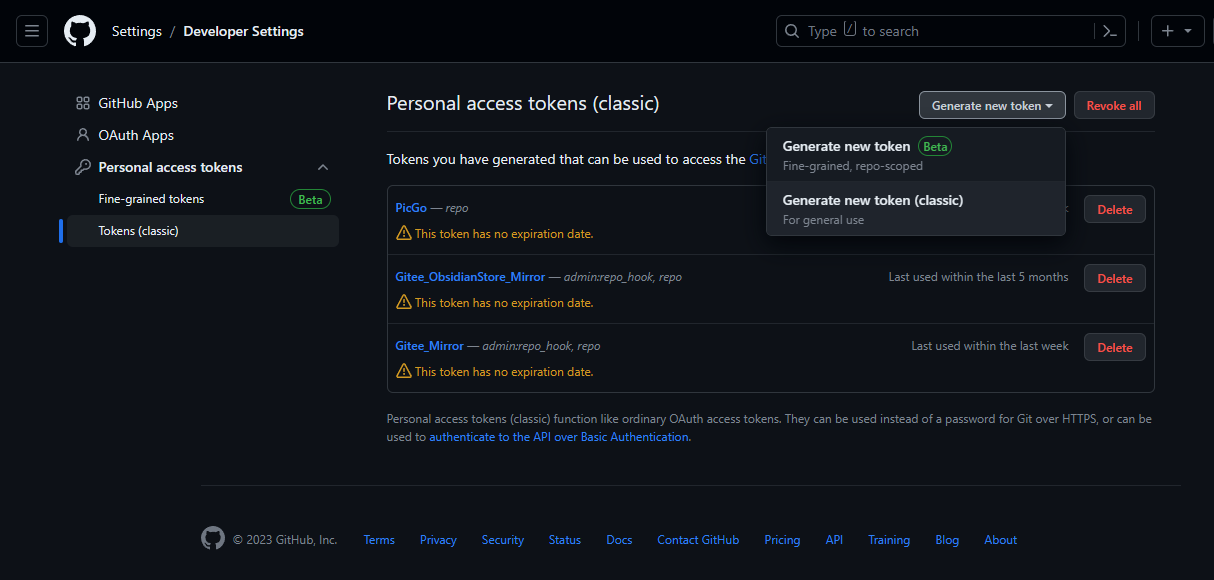 Settings / Developer Settings
Type / to search
GitHub Apps
OAuth Apps
Personal access tokens
Fine-grained tokens Beta
Tokens (classic)
Personal access tokens (classic)
Generate new token
Revoke all
Generate new token Beta
Fine-grained, repo-scoped
Generate new token (classic)
For general use
Tokens you have generated that can be used to access the
PicGo — repo
Delete
This token has no expiration date.
Gitee_ObsidianStore_Mirror — admin:repo_hook, repo
Last used within the last 5 months
Delete
This token has no expiration date.
Gitee_Mirror — admin:repo_hook, repo
Last used within the last week
Delete
This token has no expiration date.
Personal access tokens (classic) function like ordinary OAuth access tokens. They can be used instead of a password for Git over HTTPS, or can be
used to authenticate to the API over Basic Authentication.
© 2023 GitHub, Inc. Terms Privacy Security Status Docs Contact GitHub Pricing API Training Blog About